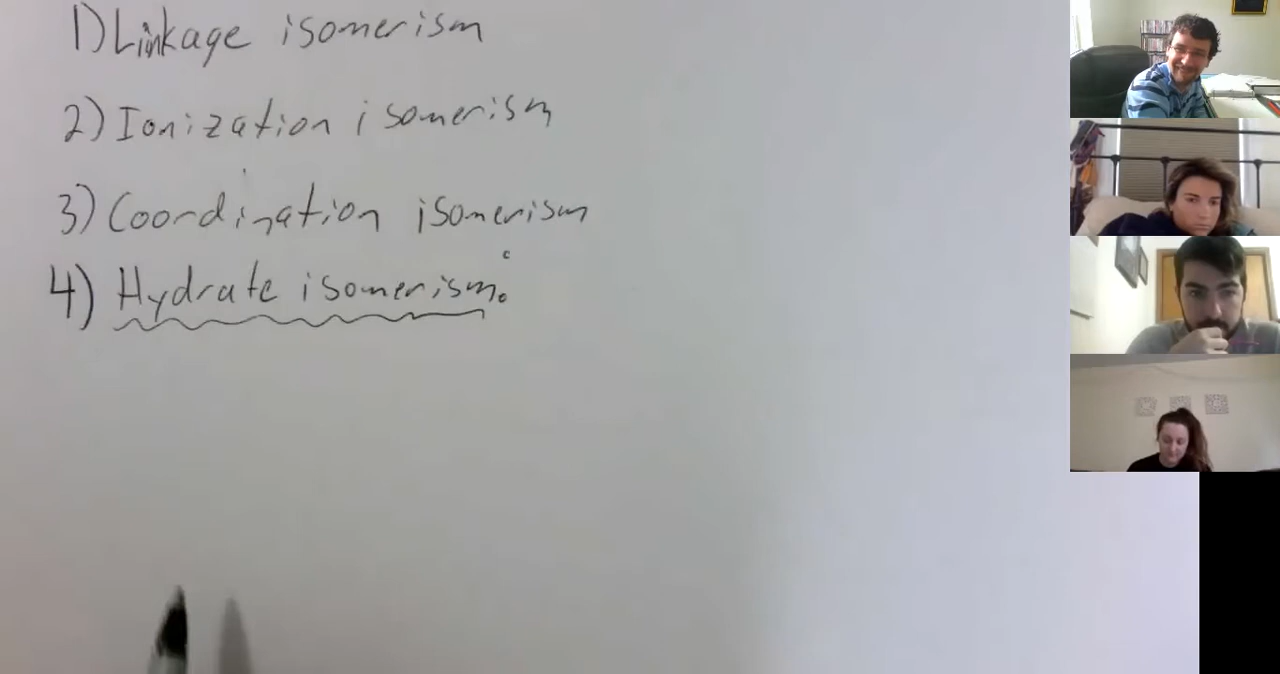 1) Linkage isomerism
2) Ionization isomerism
3) Coordination isomerism
4) Hydrate isomerism.